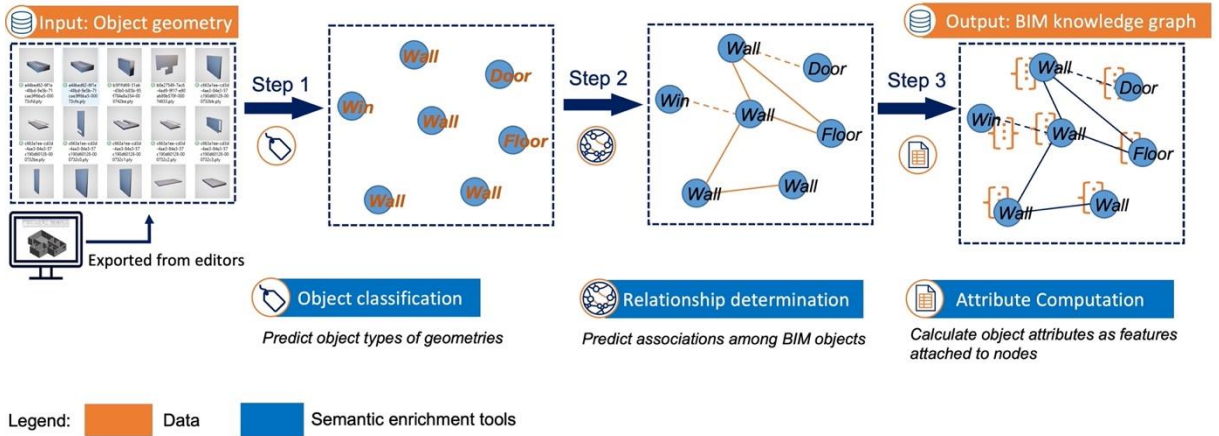 Input: Object geometry
Output: BIM knowledge graph
Step 1
Step 2
Step 3
Wall
Door
Win
Wall
Floor
Wall
Wall
Wall
Door
Win
Wall
Floor
Wall
Wall
Wall
Door
Win
Wall
Floor
Wall
Wall
Exported from editors
Object classification
Relationship determination
Attribute Computation
Predict object types of geometries
Predict associations among BIM objects
Calculate object attributes as features
attached to nodes
Legend:
Data
Semantic enrichment tools